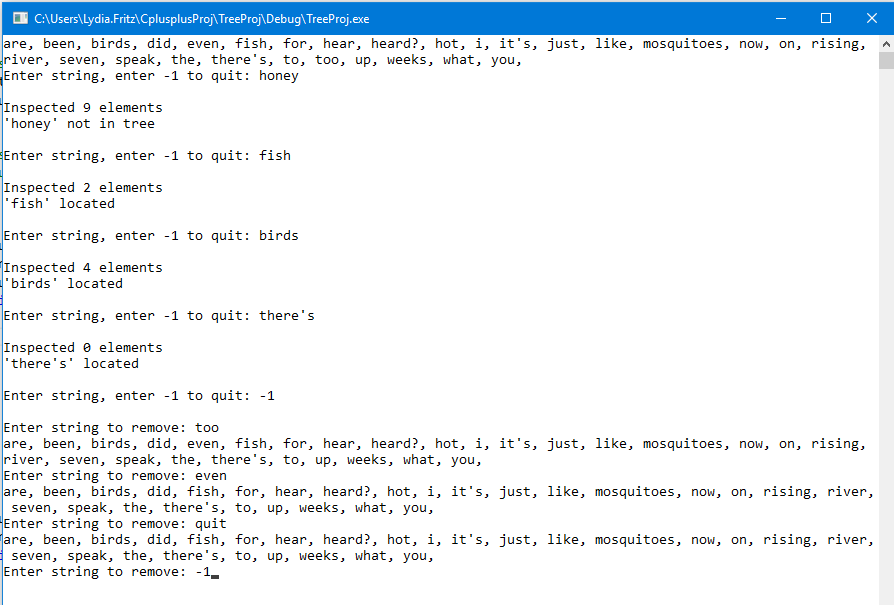 C:\Users\Lydia.Fritz\CplusplusProj\TreeProj\Debug\TreeProj.exe
are, been, birds, did, even, fish, for, hear, heard?, hot, i, it's, just, like, mosquitoes, now, on, rising,
river, seven, speak, the, there's, to, too, up, weeks, what, you,
Enter string, enter -1 to quit: honey
Inspected 9 elements
'honey' not in tree
Enter string, enter -1 to quit: fish
Inspected 2 elements
'fish' located
Enter string, enter -1 to quit: birds
Inspected 4 elements
'birds' located
Enter string, enter -1 to quit: there's
Inspected 0 elements
'there's' located
Enter string, enter -1 to quit: -1
Enter string to remove: too
are, been, birds, did, even, fish, for, hear, heard?, hot, i, it's, just, like, mosquitoes, now, on, rising,
river, seven, speak, the, there's, to, up, weeks, what, you,
Enter string to remove: even
are, been, birds, did, fish, for, hear, heard?, hot, i, it's, just, like, mosquitoes, now, on, rising, river,
seven, speak, the, there's, to, up, weeks, what, you,
Enter string to remove: quit
are, been, birds, did, fish, for, hear, heard?, hot, i, it's, just, like, mosquitoes, now, on, rising, river,
seven, speak, the, there's, to, up, weeks, what, you,
Enter string to remove: -1